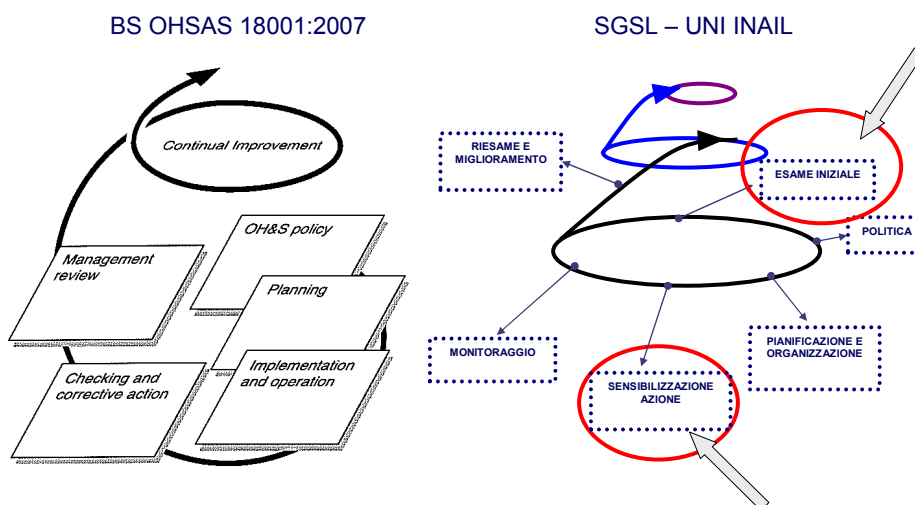 BS OHSAS 18001:2007
Continual Improvement
OH&S policy
Management
review
Planning
Implementation
and operation
Checking and
corrective action
SGSL – UNI INAIL
RIESAME E
MIGLIORAMENTO
ESAME INIZIALE
POLITICA
PIANIFICAZIONE E
ORGANIZZAZIONE
MONITORAGGIO
SENSIBILIZZAZIONE
AZIONE